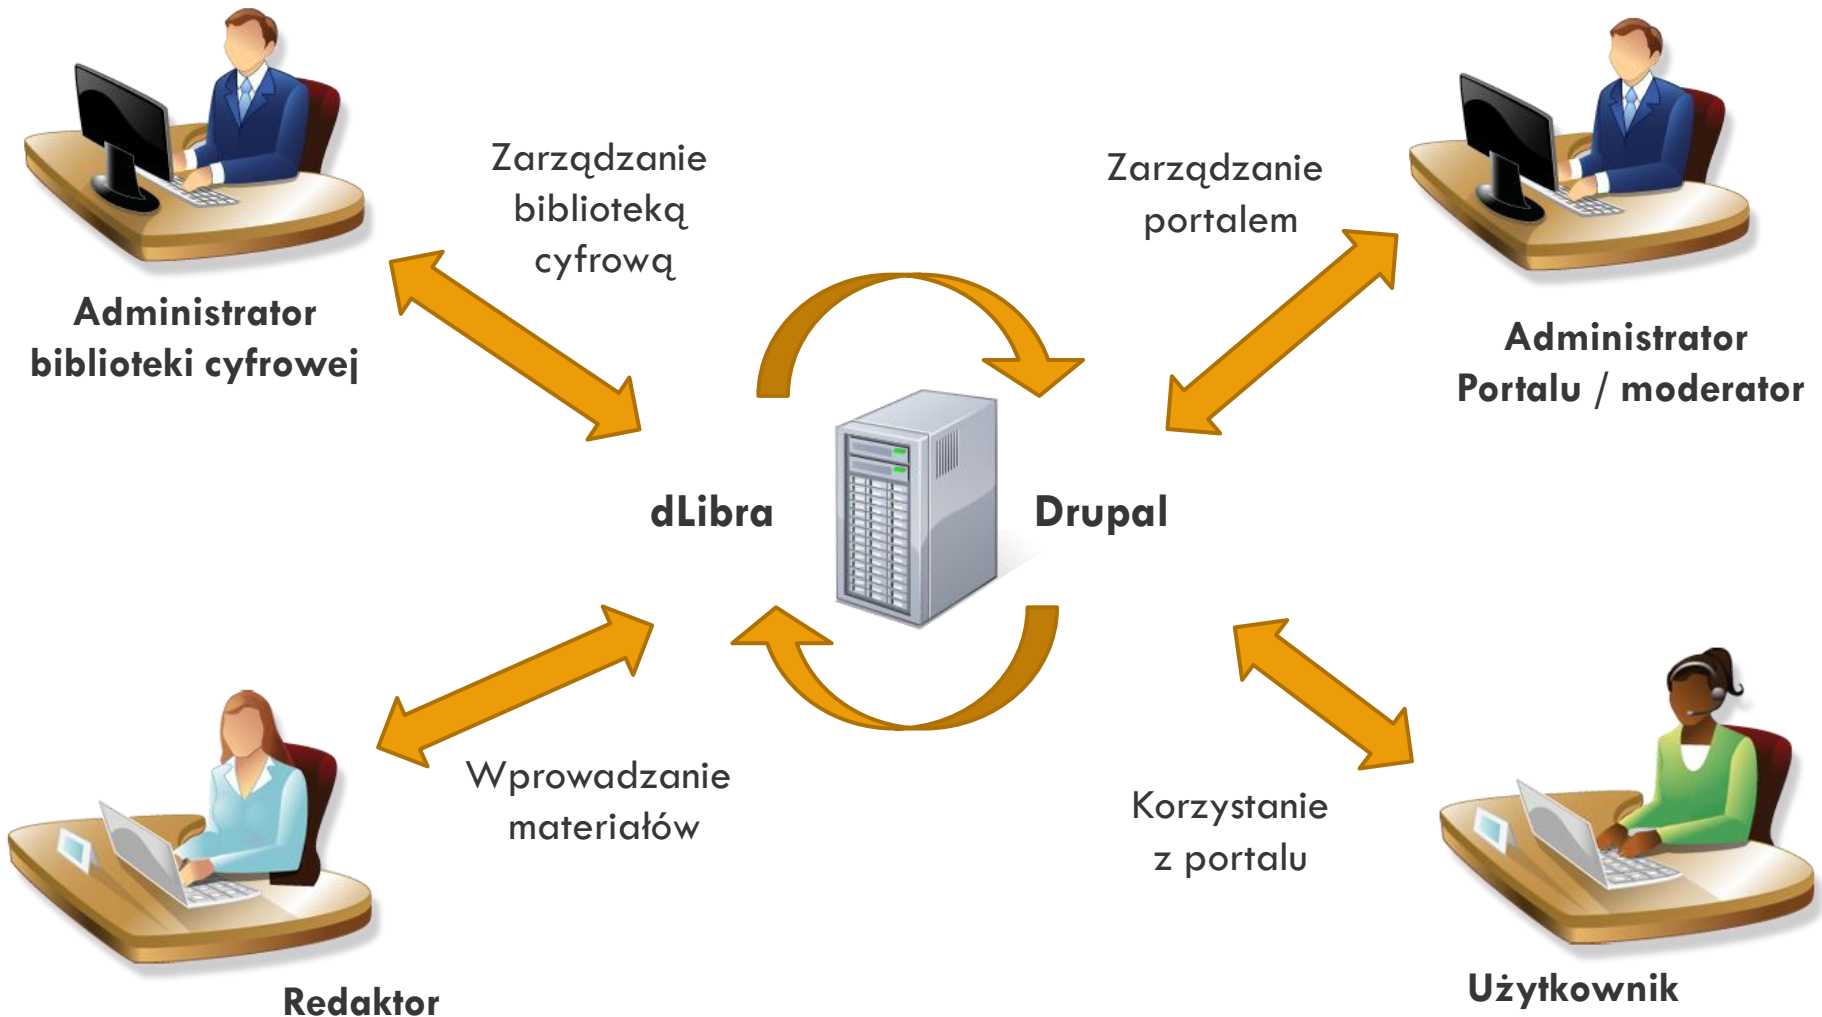 Zarządzanie
biblioteką
cyfrową
Zarządzanie
portalem
Administrator
biblioteki cyfrowej
Administrator
Portalu / moderator
dLibra
Drupal
Wprowadzanie
materiałów
Korzystanie
z portalu
Redaktor
Użytkownik